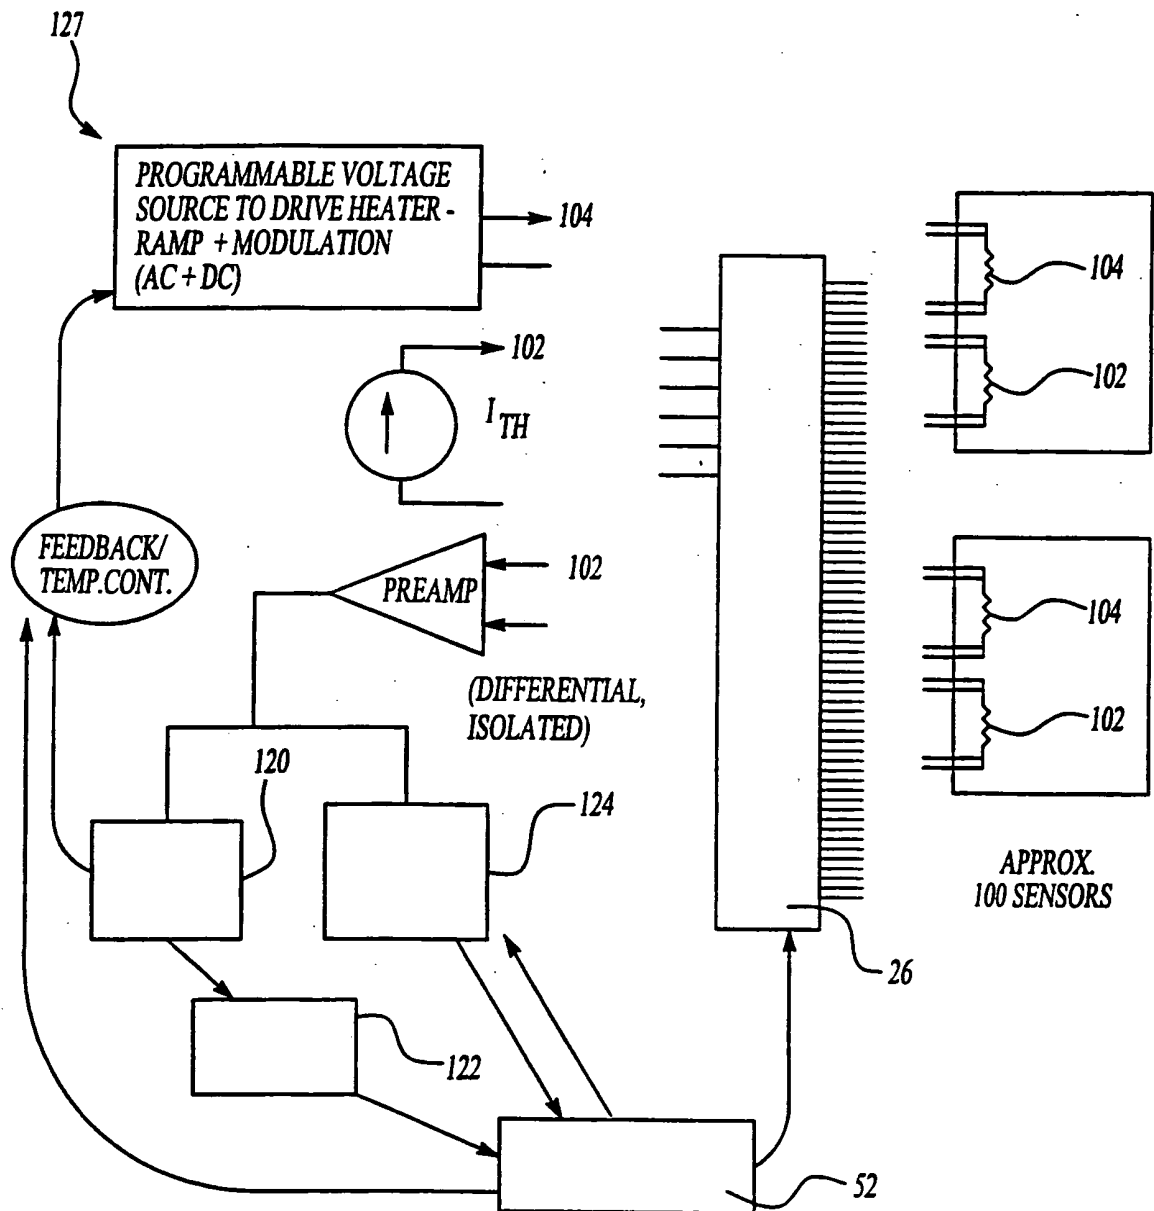 127
PROGRAMMABLE VOLTAGE
SOURCE TO DRIVE HEATER -
RAMP + MODULATION
(AC + DC)
104
102
I TH
FEEDBACK/
TEMP.CONT.
PREAMP
102
(DIFFERENTIAL,
ISOLATED)
120
124
122
52
26
104
102
104
102
APPROX.
100 SENSORS